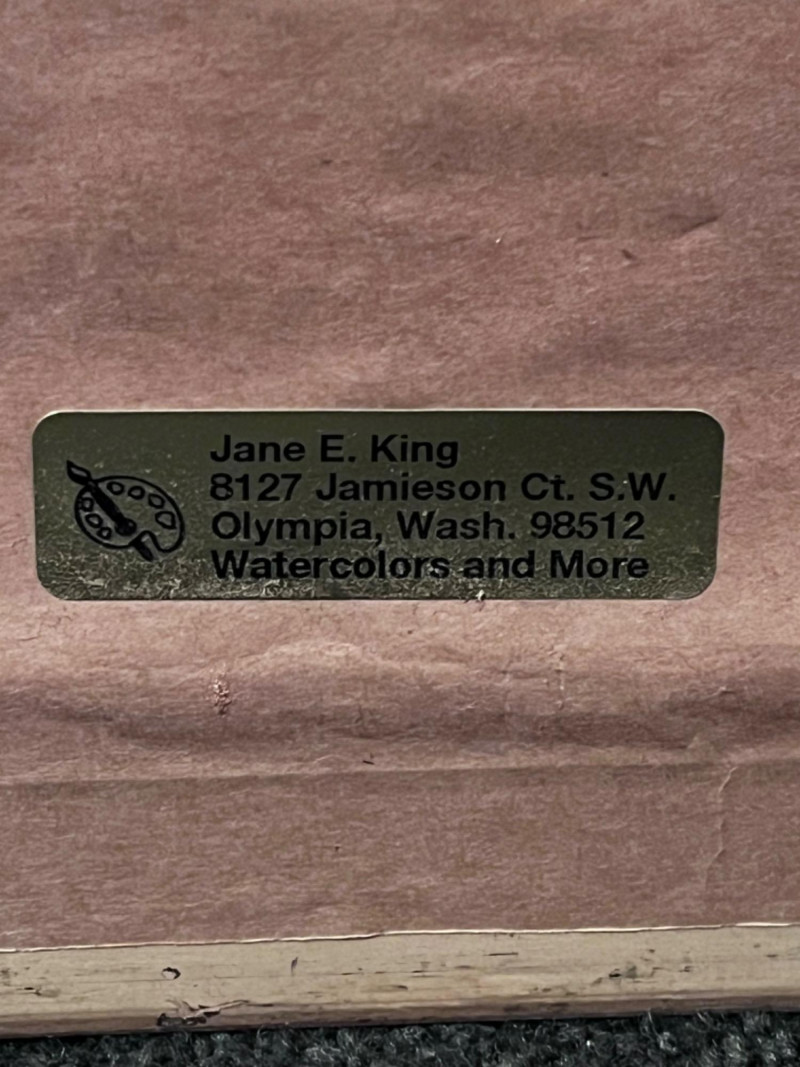 Jane E. King
8127 Jamieson Ct. S.W.
Olympia, Wash. 98512
Watercolors and More